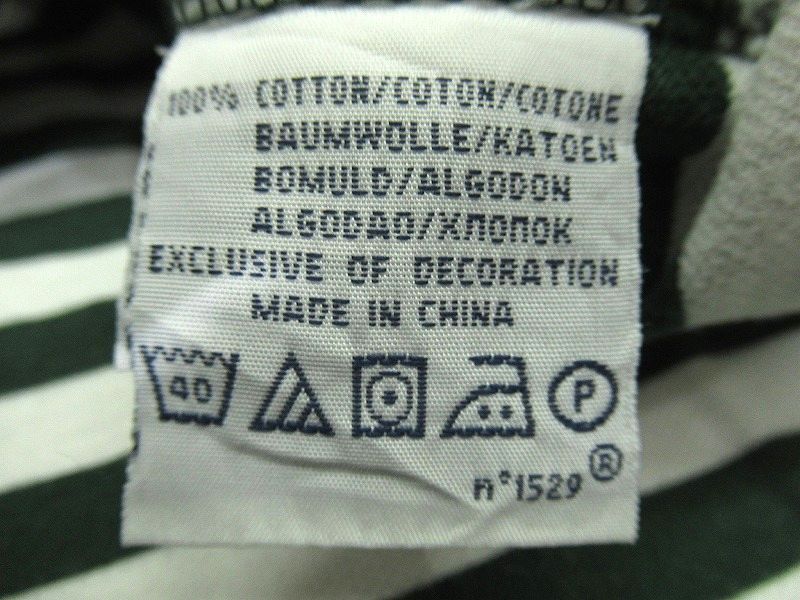 100% COTTON/COTON/COTONE
BAUMWOLLE/KATOEN
BOMULD/ALGODON
ALGODAO/ХЛОПОК
EXCLUSIVE OF DECORATION
MADE IN CHINA
40 P
n°1529®